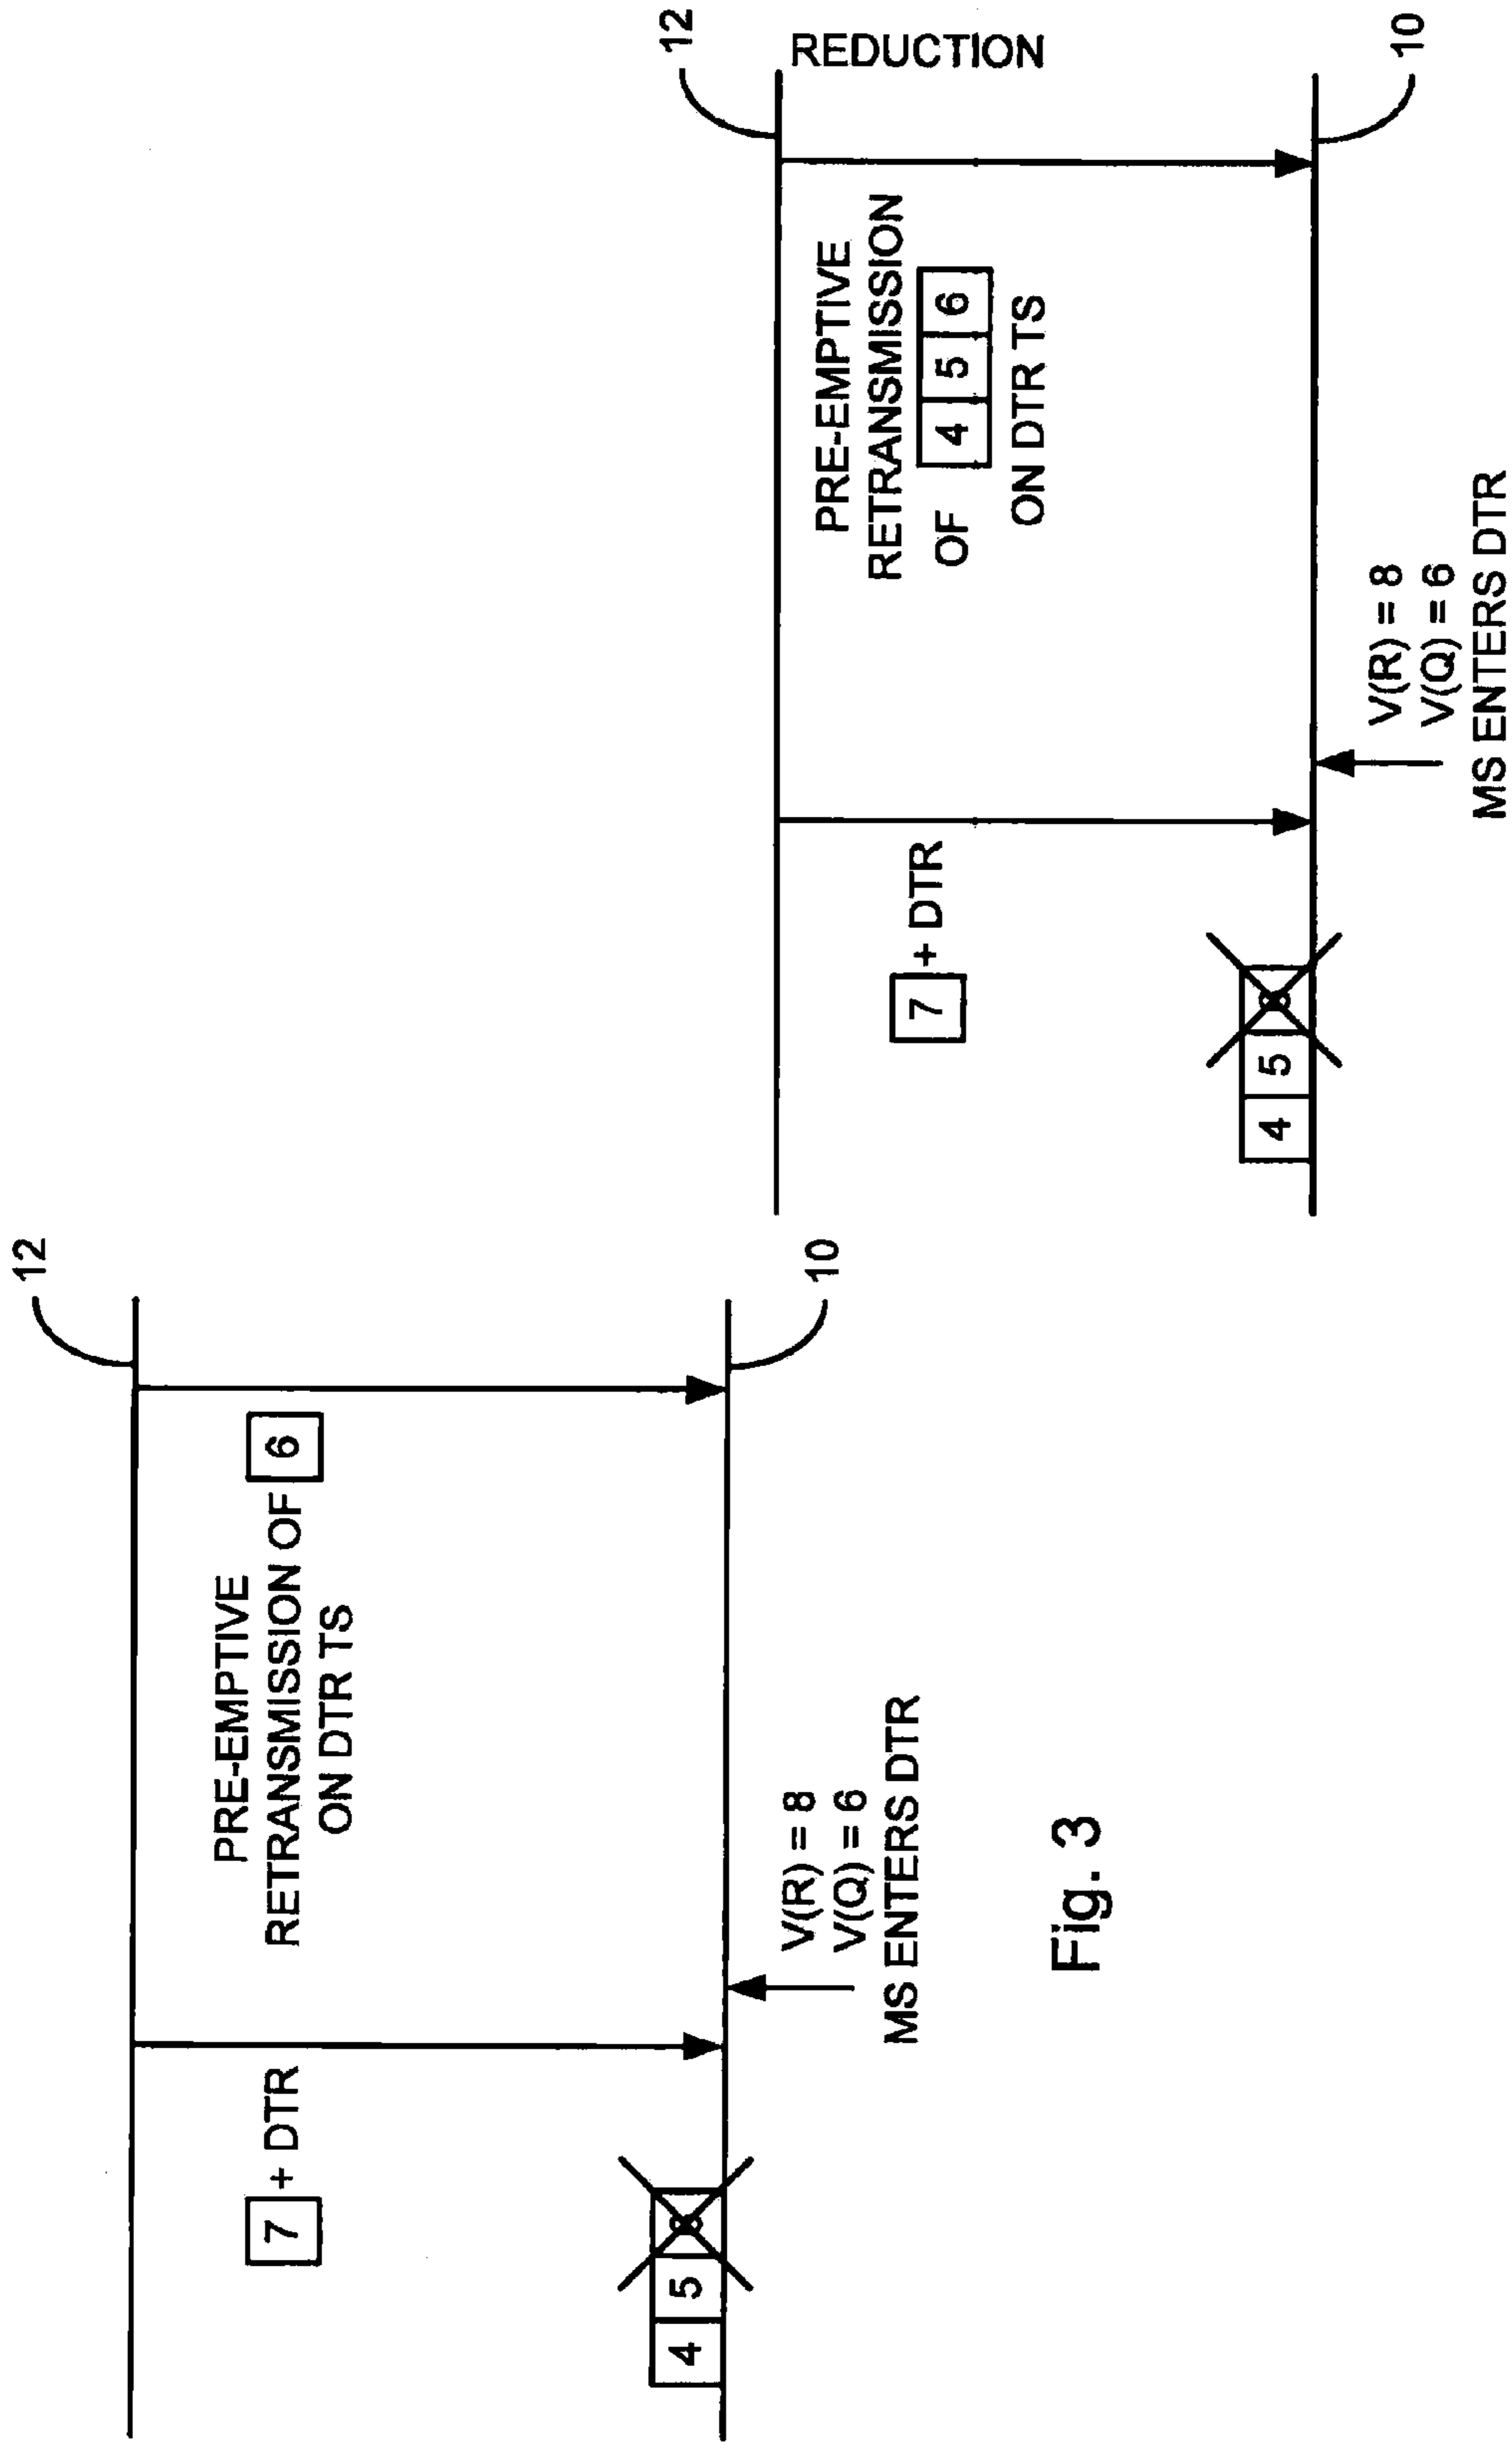 12
7 + DTR
PRE-EMPTIVE
RETRANSMISSION OF 6
ON DTR TS
4 5
10
V(R) = 8
V(Q) = 6
MS ENTERS DTR
12
REDUCTION
7 + DTR
PRE-EMPTIVE
RETRANSMISSION
OF 4 5 6
ON DTR TS
4 5
10
V(R) = 8
V(Q) = 6
MS ENTERS DTR
Fig. 3